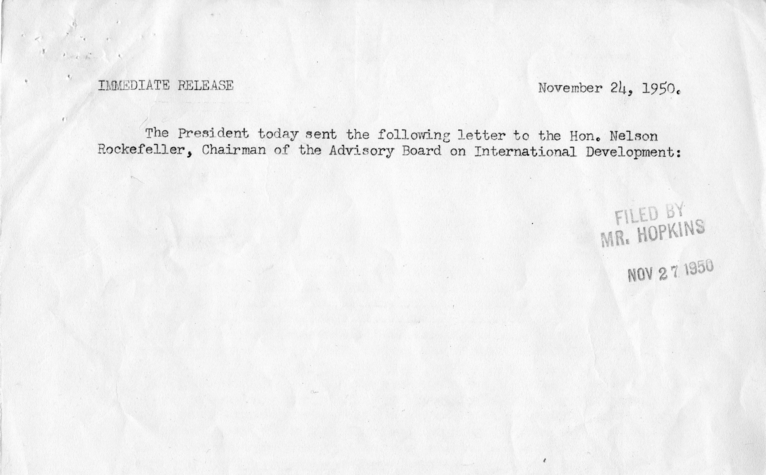 IMMEDIATE RELEASE November 24, 1950.
The President today sent the following letter to the Hon. Nelson
Rockefeller, Chairman of the Advisory Board on International Development:
FILED BY
MR. HOPKINS
NOV 27 1950